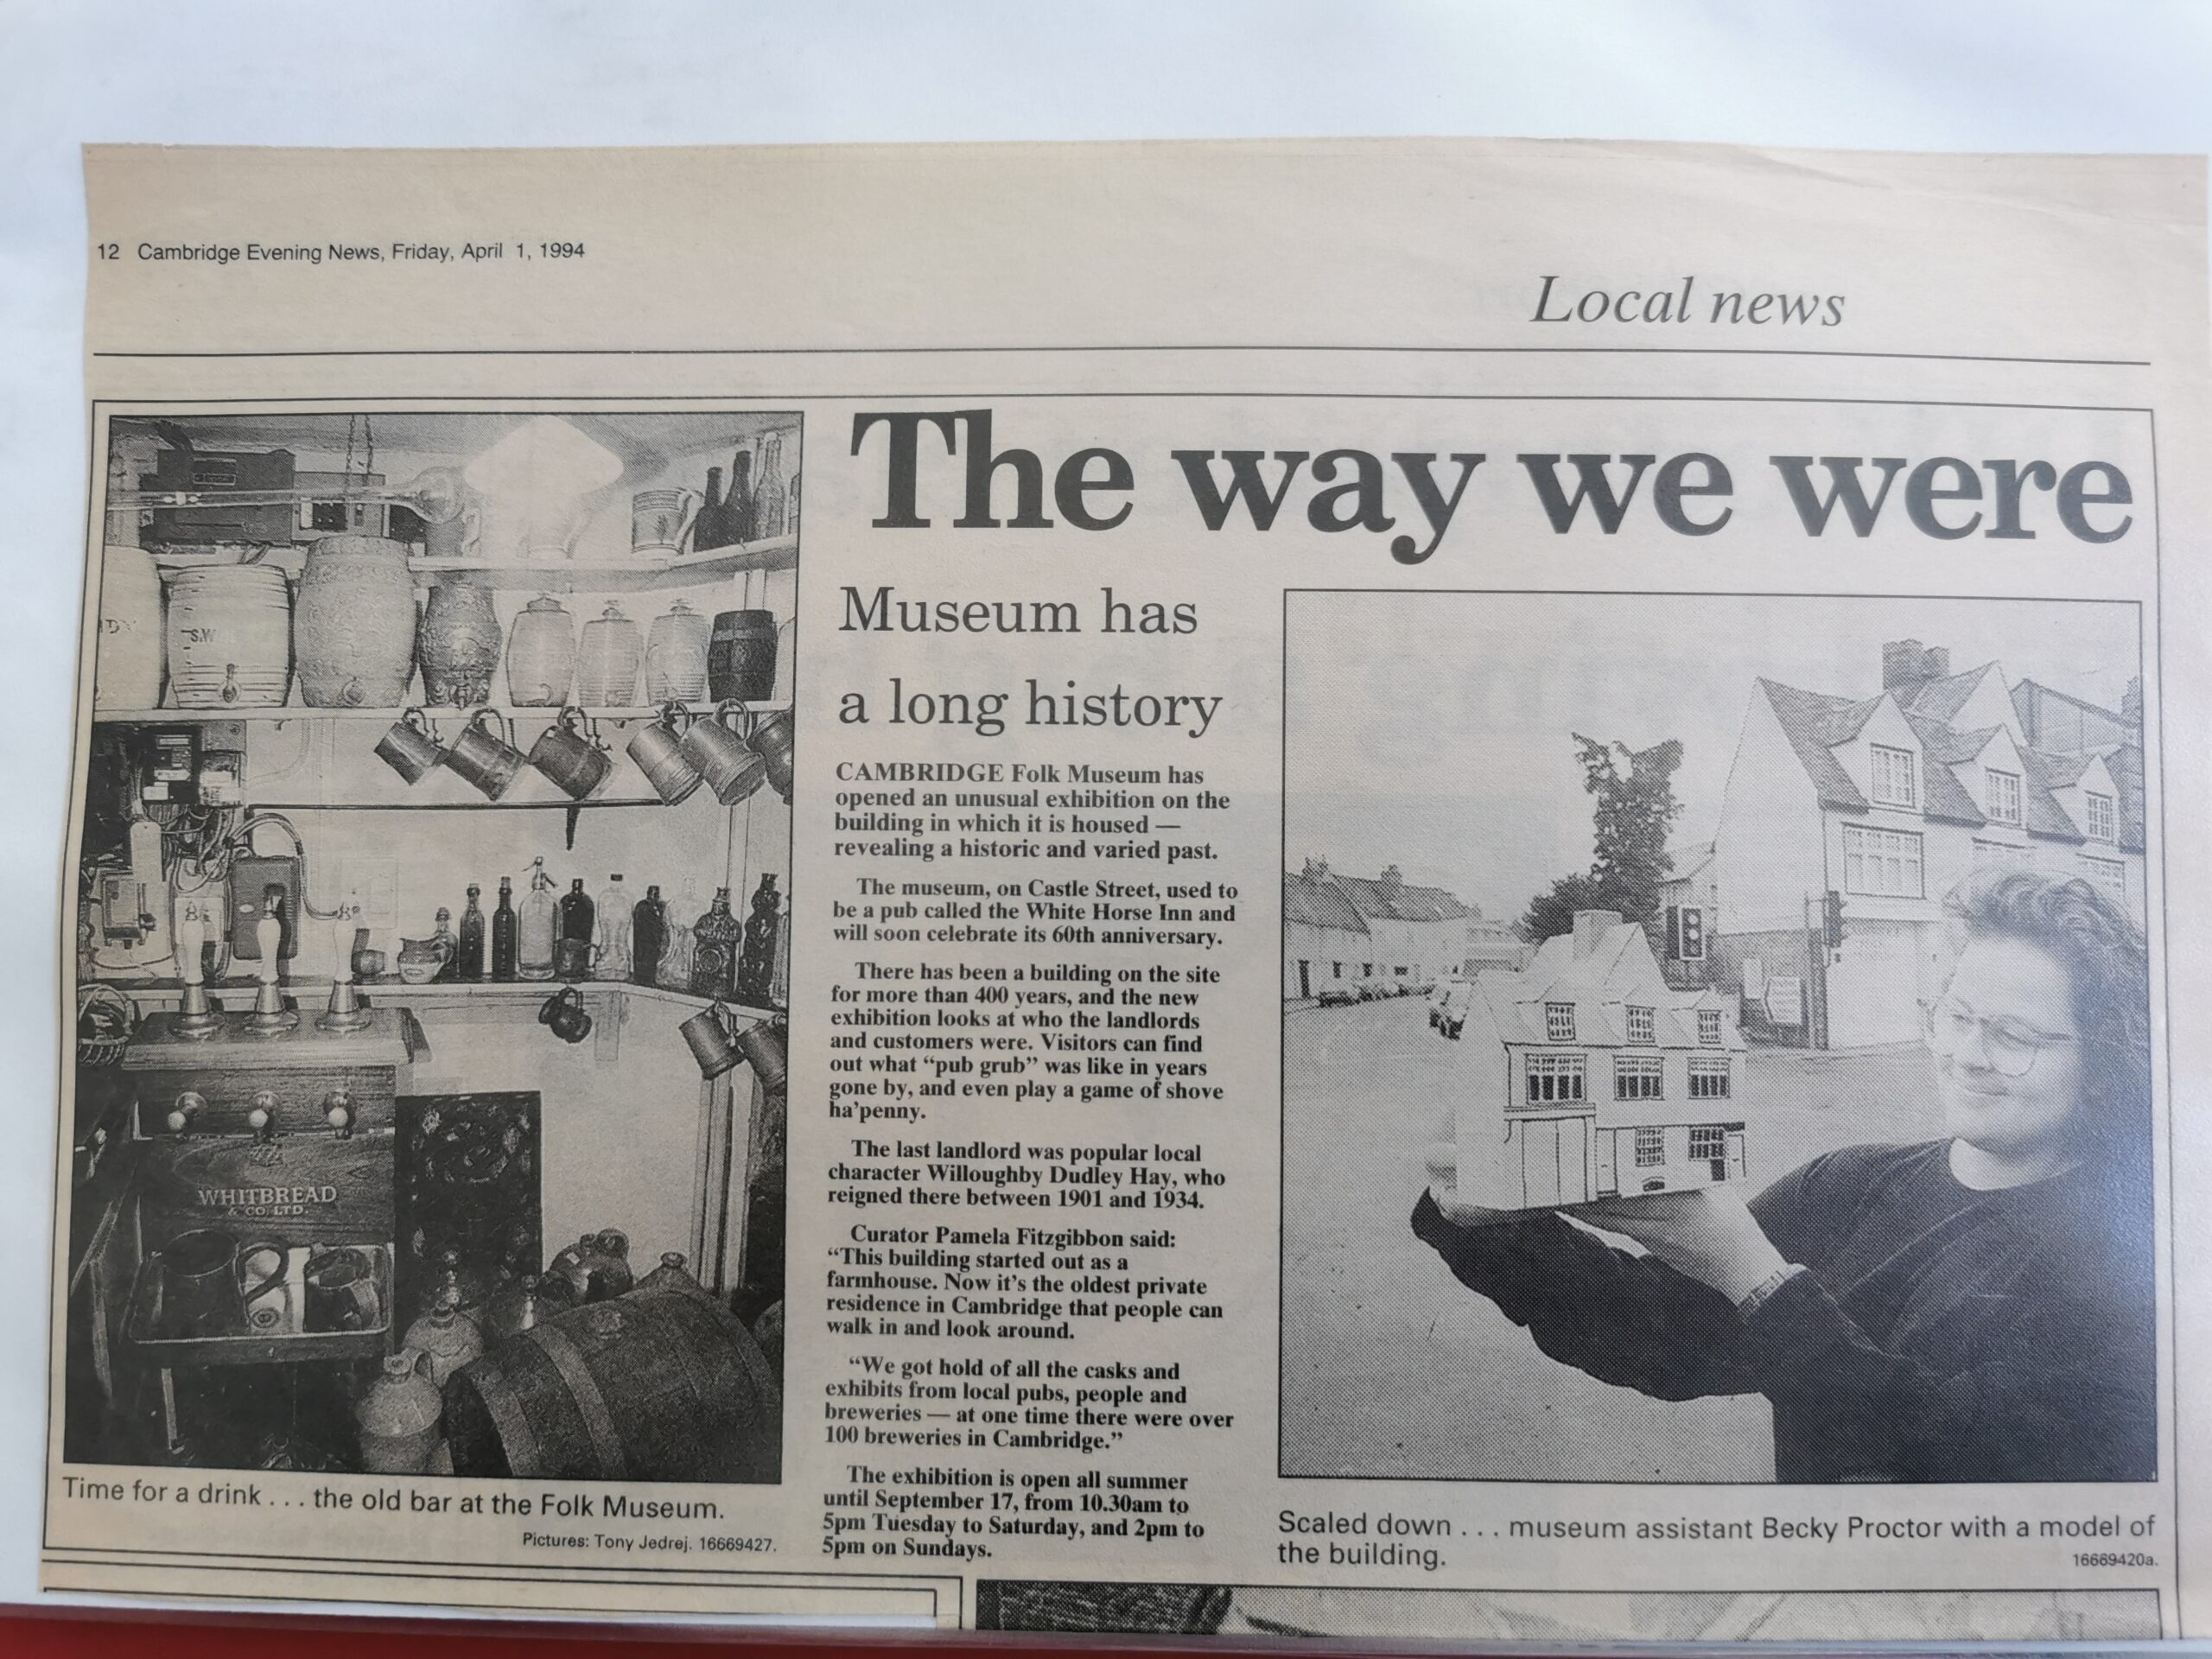 12 Cambridge Evening News, Friday, April 1, 1994
Local news
The way we were
Museum has
a long history
CAMBRIDGE Folk Museum has
opened an unusual exhibition on the
building in which it is housed —
revealing a historic and varied past.
The museum, on Castle Street, used to
be a pub called the White Horse Inn and
will soon celebrate its 60th anniversary.
There has been a building on the site
for more than 400 years, and the new
exhibition looks at who the landlords
and customers were. Visitors can find
out what “pub grub” was like in years
gone by, and even play a game of shove
ha’penny.
The last landlord was popular local
character Willoughby Dudley Hay, who
reigned there between 1901 and 1934.
Curator Pamela Fitzgibbon said:
“This building started out as a
farmhouse. Now it’s the oldest private
residence in Cambridge that people can
walk in and look around.
“We got hold of all the casks and
exhibits from local pubs, people and
breweries — at one time there were over
100 breweries in Cambridge.”
The exhibition is open all summer
until September 17, from 10.30am to
5pm Tuesday to Saturday, and 2pm to
5pm on Sundays.
WHITBREAD
& CO. LTD.
Time for a drink . . . the old bar at the Folk Museum.
Pictures: Tony Jedrej. 16669427.
Scaled down . . . museum assistant Becky Proctor with a model of
the building.
16669420a.